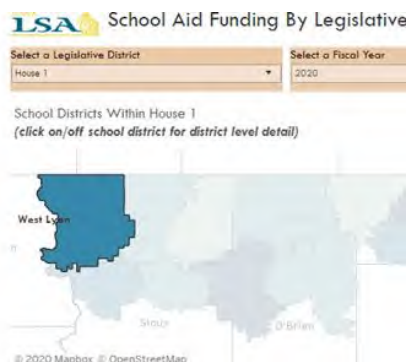 LSA School Aid Funding By Legislative
Select a Legislative District
Select a Fiscal Year
House 1
2020
School Districts Within House 1
(click on/off school district for district level detail)
West Lyon
Sioux
O'Brien
© 2020 Mapbox © OpenStreetMap